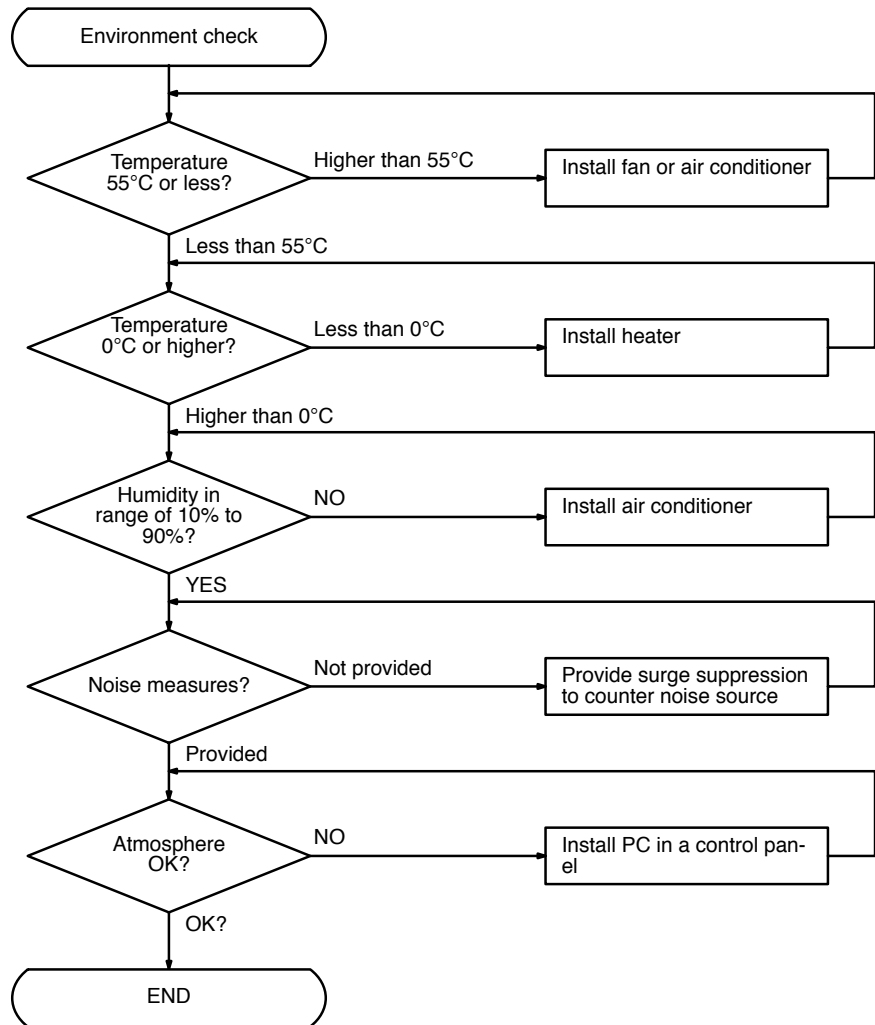 Environment check
Temperature
55°C or less?
Higher than 55°C
Install fan or air conditioner
Less than 55°C
Temperature
0°C or higher?
Less than 0°C
Install heater
Higher than 0°C
Humidity in
range of 10% to
90%?
NO
Install air conditioner
YES
Noise measures?
Not provided
Provide surge suppression
to counter noise source
Provided
Atmosphere
OK?
NO
Install PC in a control pan-
el
OK?
END